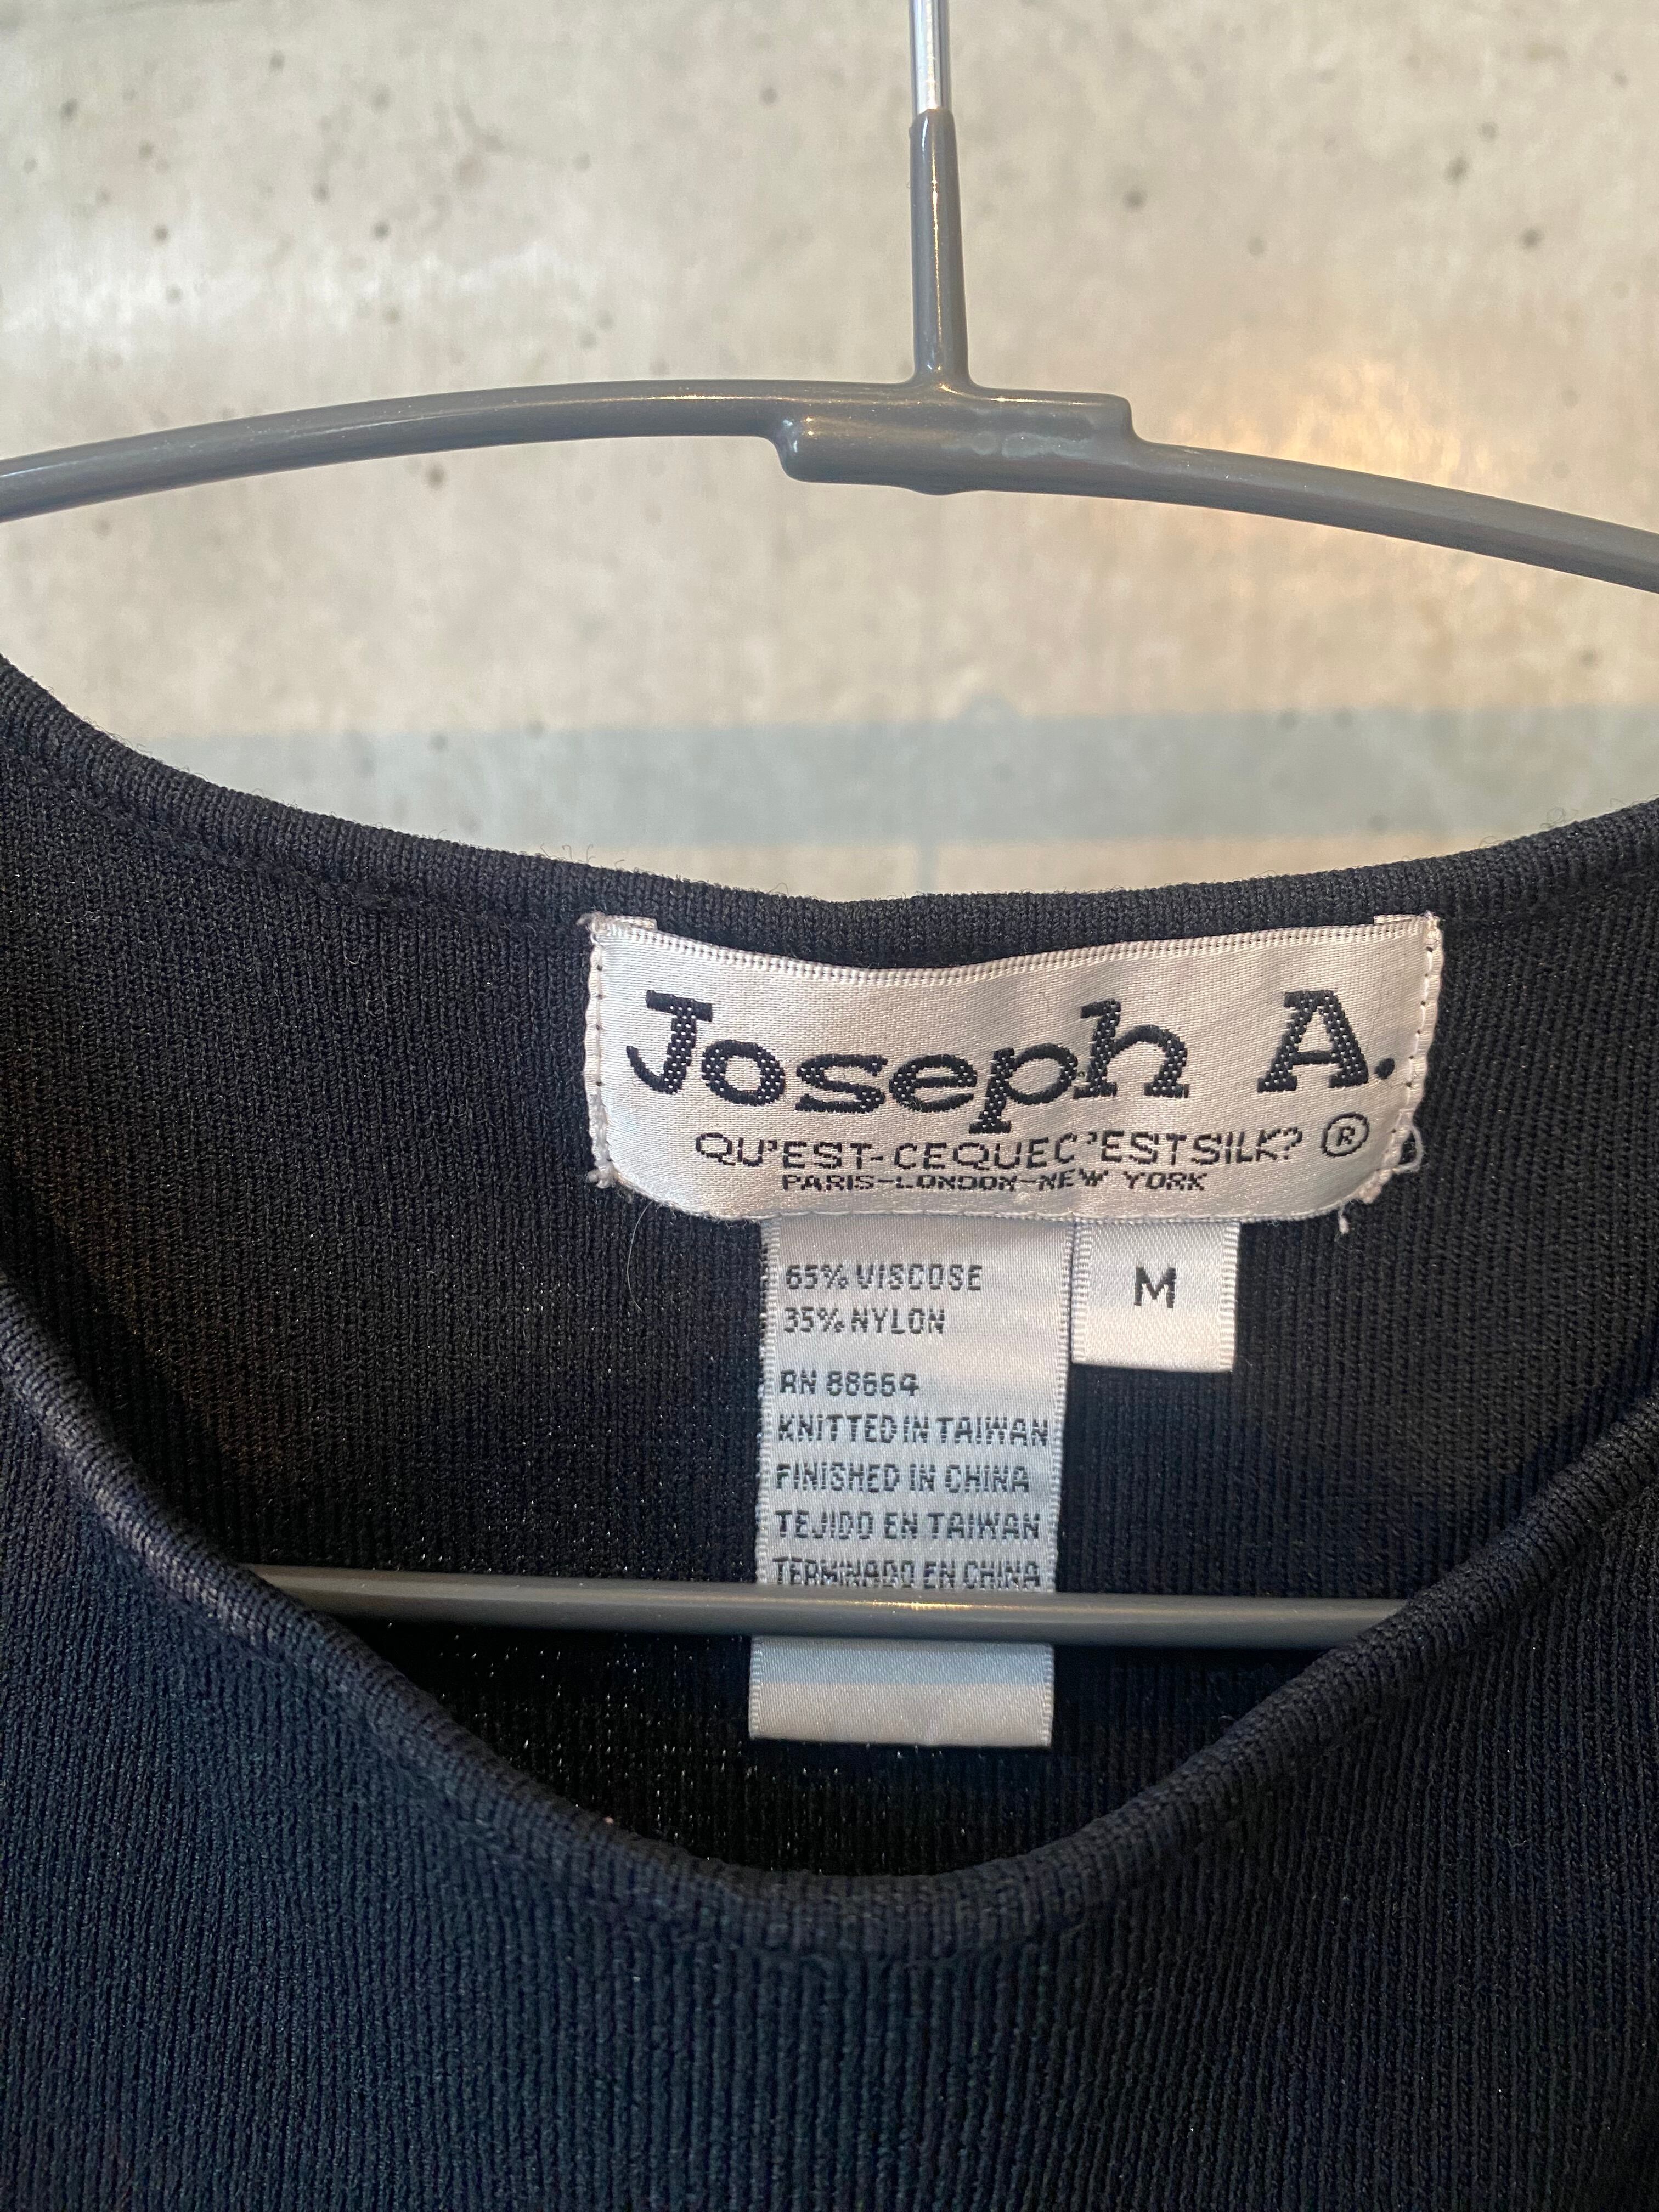 Joseph A.
QU'EST-CEQUEC'ESTSILK? ®
PARIS-LONDON-NEW YORK
65% VISCOSE
35% NYLON
M
RN 88664
KNITTED IN TAIWAN
FINISHED IN CHINA
TEJIDO EN TAIWAN
TERMINADO EN CHINA